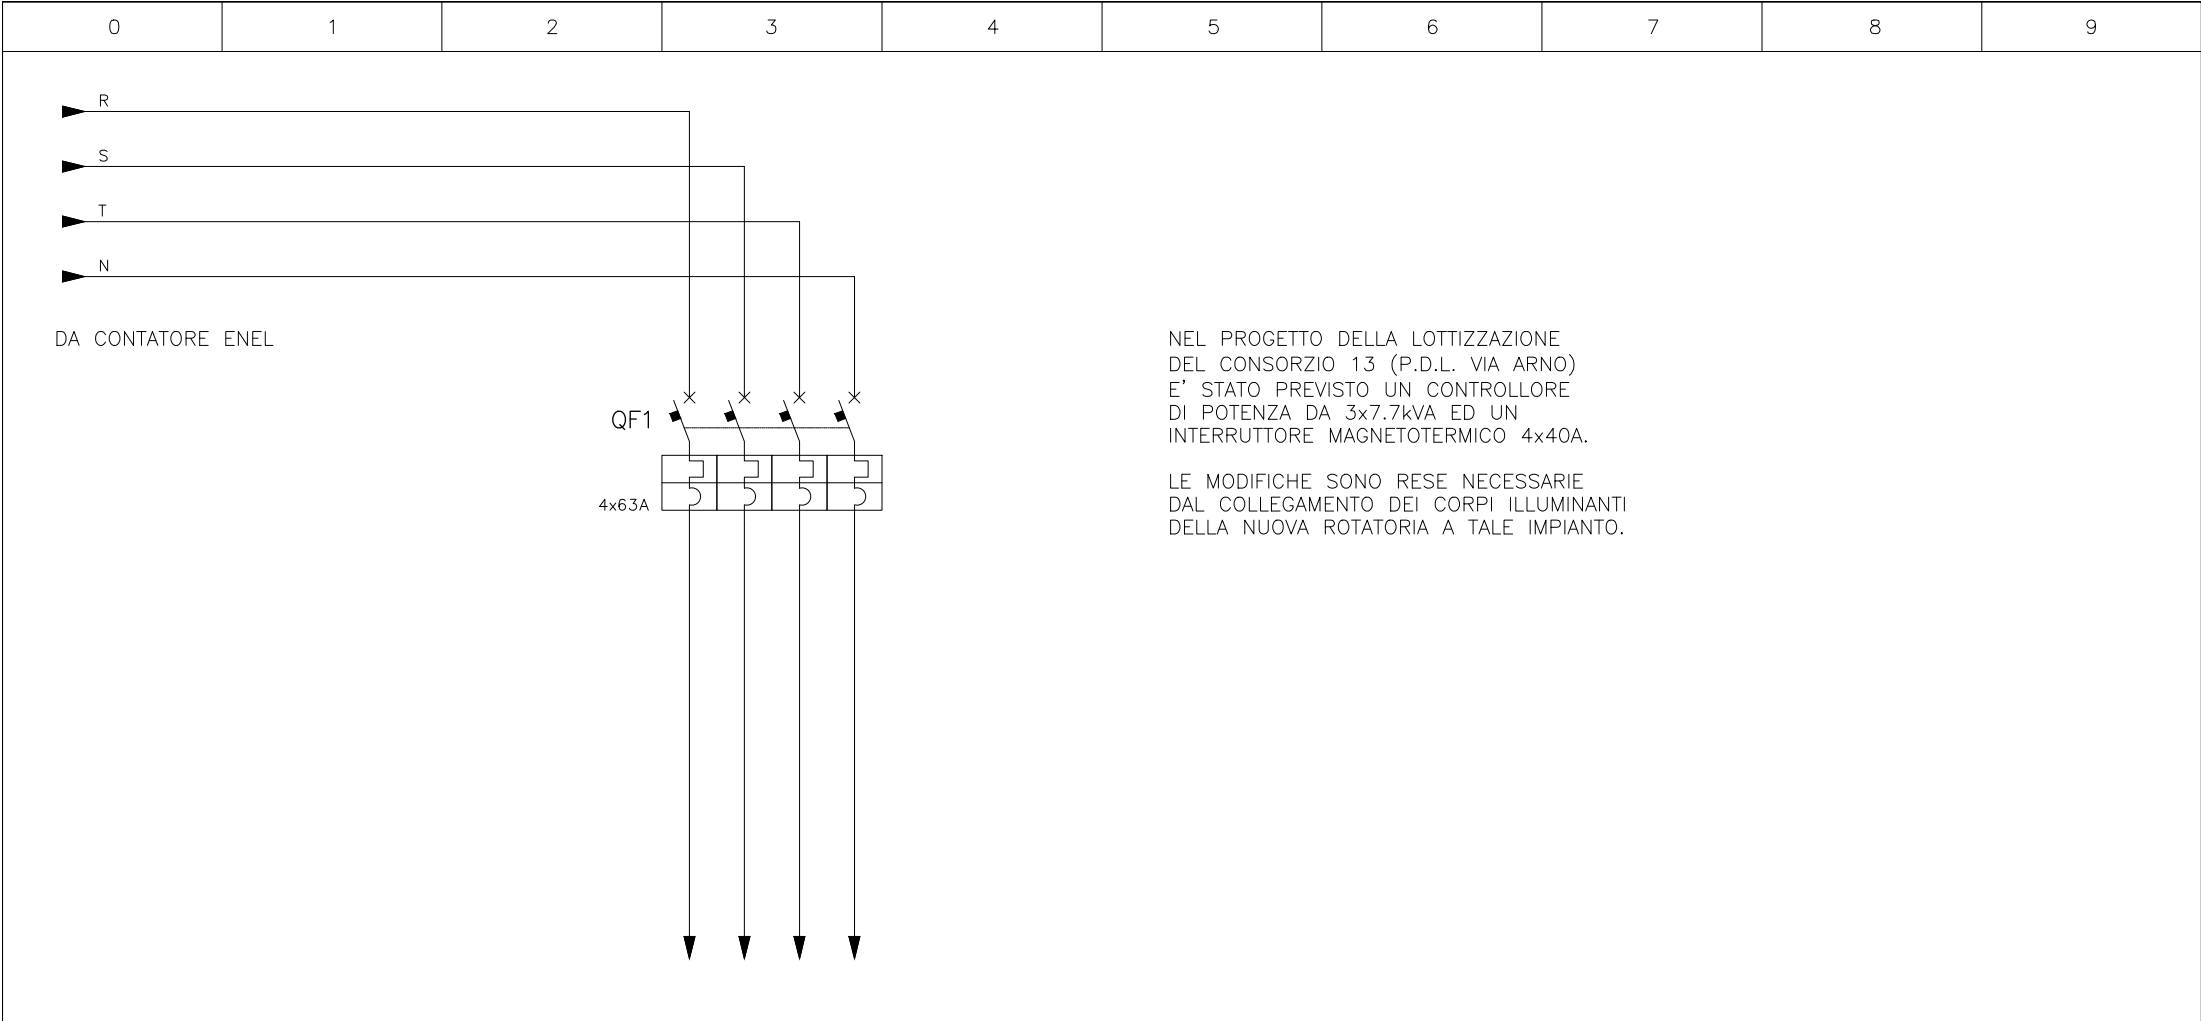 0 1 2 3 4 5 6 7 8 9
R
S
T
N
DA CONTATORE ENEL
QF1
4x63A
NEL PROGETTO DELLA LOTTIZZAZIONE
DEL CONSORZIO 13 (P.D.L. VIA ARNO)
E' STATO PREVISTO UN CONTROLLORE
DI POTENZA DA 3x7.7kVA ED UN
INTERRUTTORE MAGNETOTERMICO 4x40A.
LE MODIFICHE SONO RESE NECESSARIE
DAL COLLEGAMENTO DEI CORPI ILLUMINANTI
DELLA NUOVA ROTATORIA A TALE IMPIANTO.